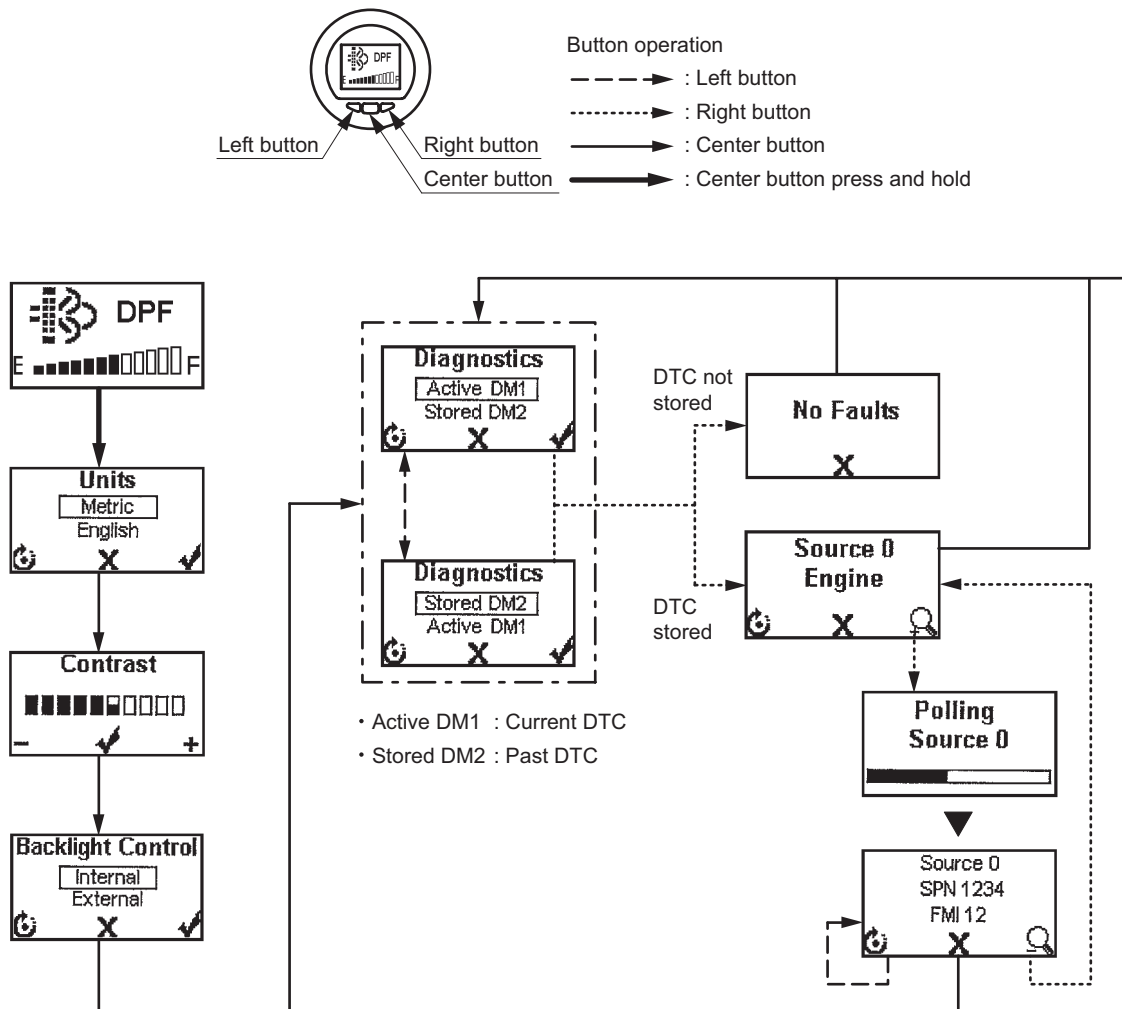 DPF
E F
Button operation
: Left button
: Right button
: Center button
: Center button press and hold
Left button
Right button
Center button
DPF
E F
Units
Metric
English
X
Contrast
- +
Backlight Control
Internal
External
X
Diagnostics
Active DM1
Stored DM2
X
Diagnostics
Stored DM2
Active DM1
X
・Active DM1 : Current DTC
・Stored DM2 : Past DTC
DTC not
stored
No Faults
X
DTC
stored
Source 0
Engine
X
Polling
Source 0
Source 0
SPN 1234
FMI 12
X